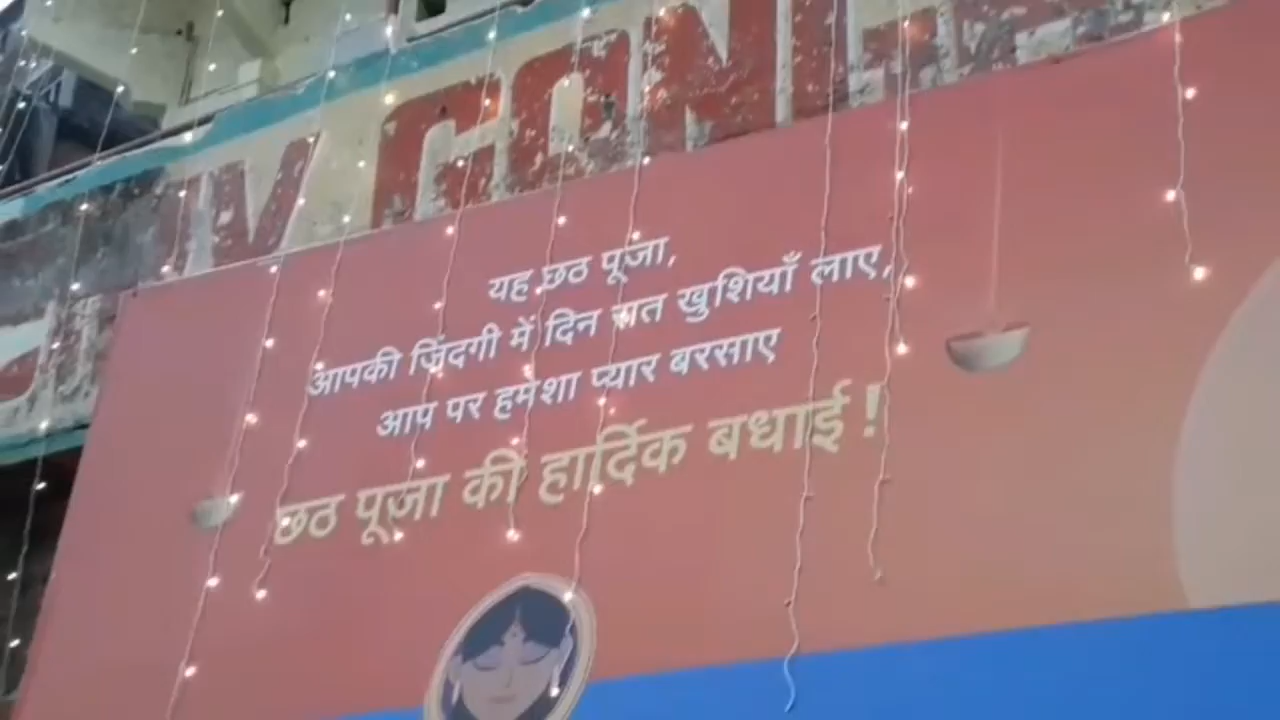 यह छठ पूजा,
आपकी ज़िंदगी में दिन रात खुशियाँ लाए,
आप पर हमेशा प्यार बरसाए
छठ पूजा की हार्दिक बधाई !